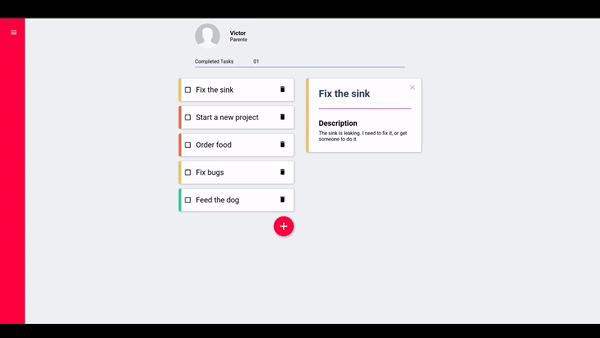 Victor
Parente
Completed Tasks 01
Fix the sink
Start a new project
Order food
Fix bugs
Feed the dog
Fix the sink
Description
The sink is leaking. I need to fix it, or get
someone to do it